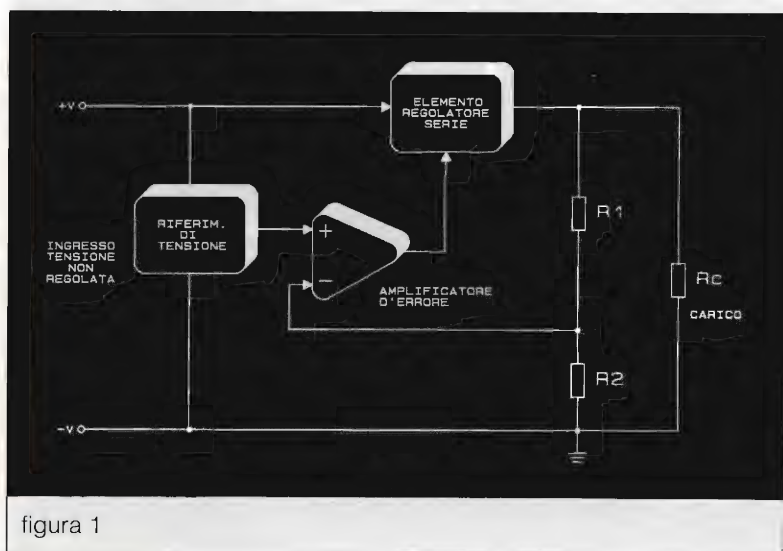 ELEMENTO
REGOLATORE
SERIE
+V
RIFERIM.
DI
TENSIONE
+
−
INGRESSO
TENSIONE
NON
REGOLATA
AMPLIFICATORE
D'ERRORE
R1
Rc
CARICO
R2
-V
figura 1